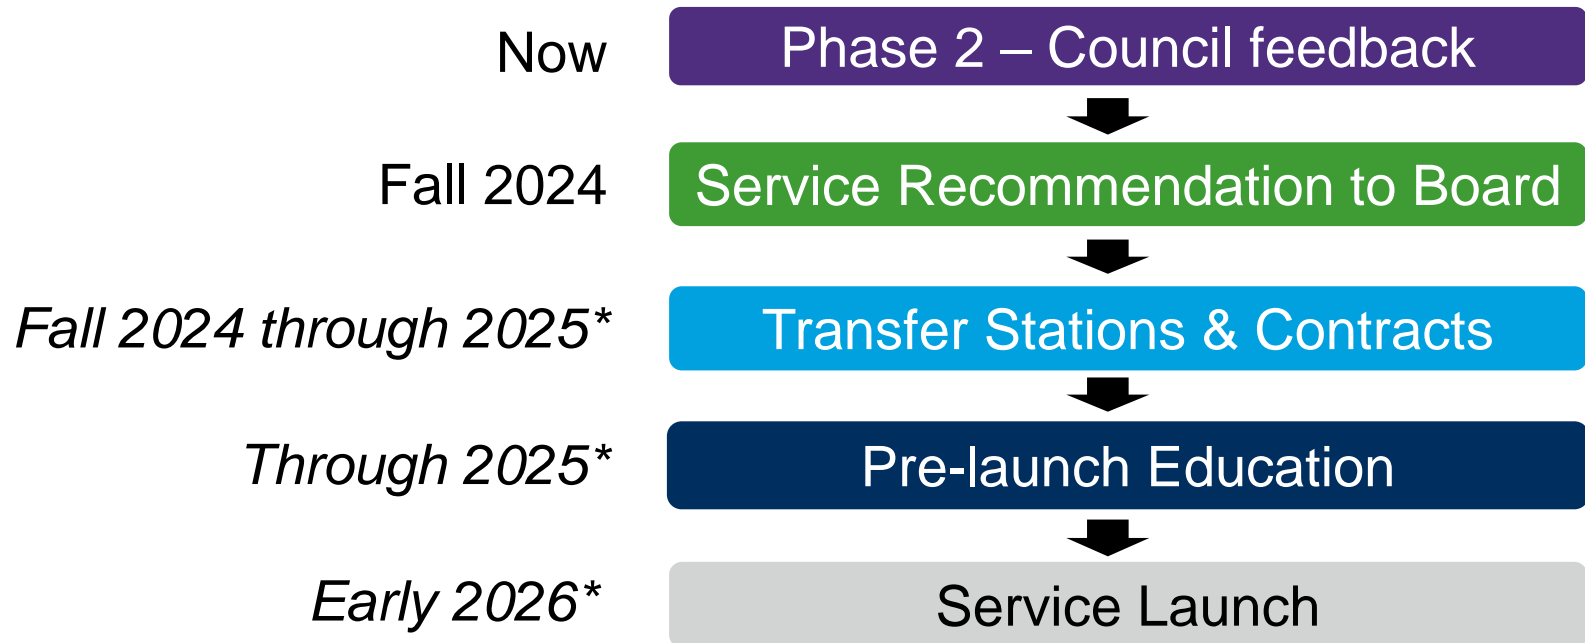 Now
Phase 2 – Council feedback
Fall 2024
Service Recommendation to Board
Fall 2024 through 2025*
Transfer Stations & Contracts
Through 2025*
Pre-launch Education
Early 2026*
Service Launch